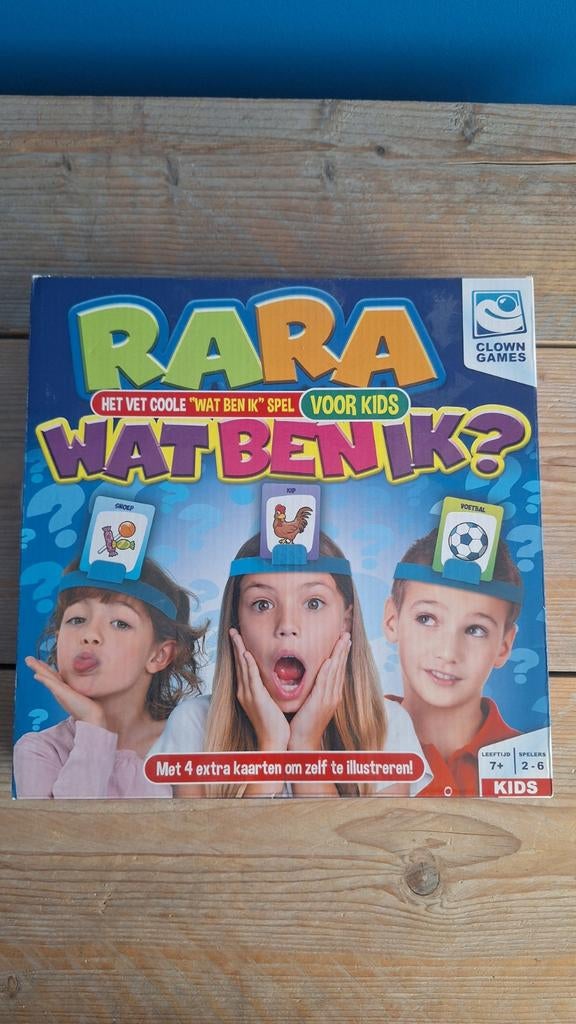 RARA
CLOWN
GAMES
HET VET COOLE "WAT BEN IK" SPEL VOOR KIDS
WAT BEN IK?
SNOEP
KIP
VOETBAL
Met 4 extra kaarten om zelf te illustreren!
LEEFTIJD
7+
SPELERS
2 - 6
KIDS